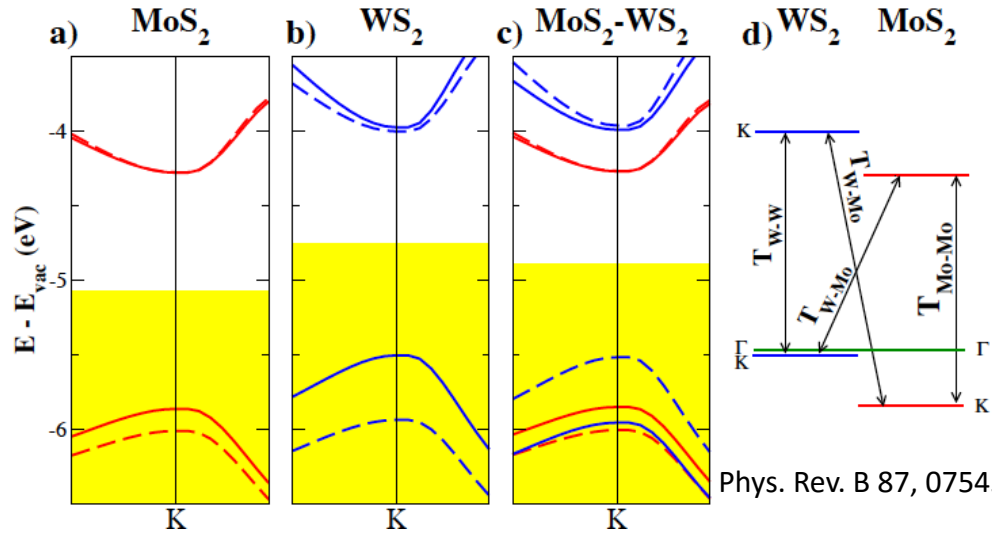 a) MoS2
b) WS2
c) MoS2-WS2
d) WS2 MoS2
E - Evac (eV)
-4
-5
-6
K
K
K
K
TW-W
TW-Mo
TW-Mo
TMo-Mo
Γ
K
Γ
K
Phys. Rev. B 87, 0754